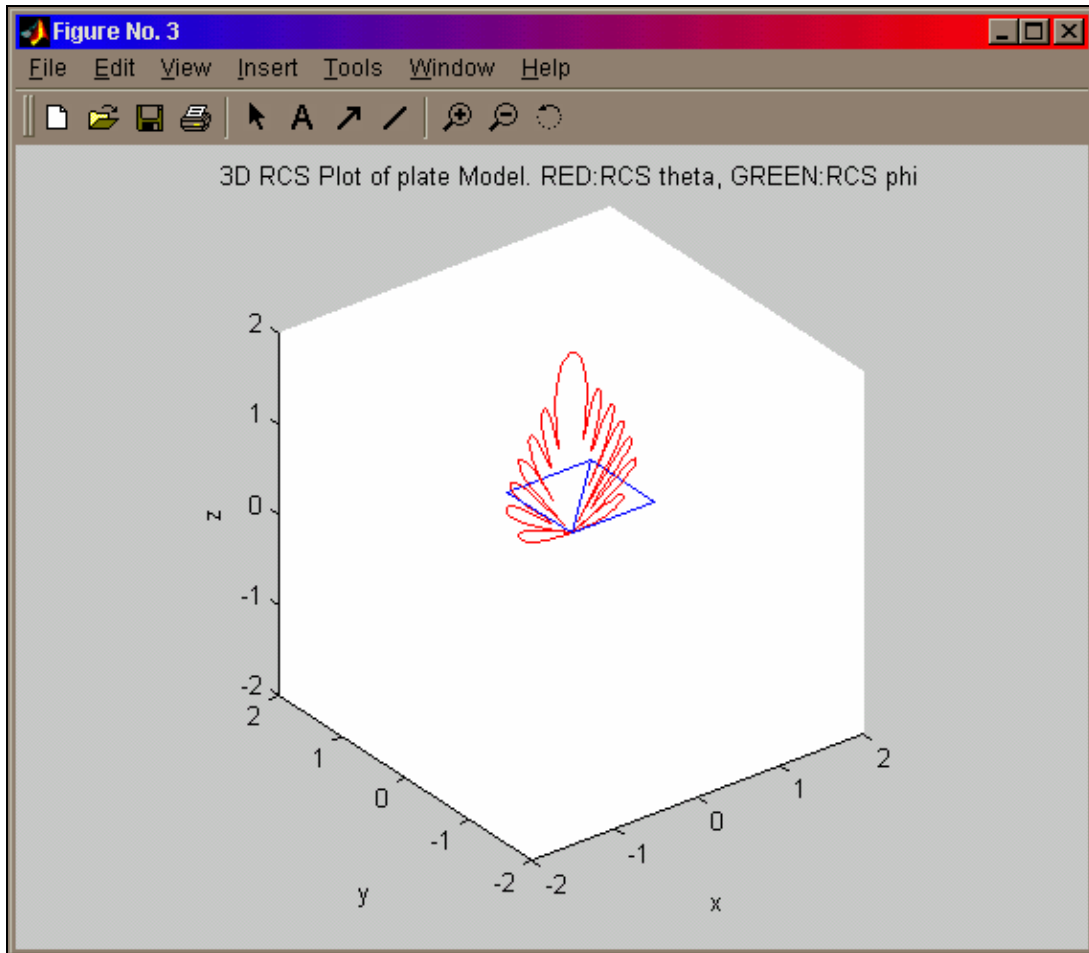 Figure No. 3
File Edit View Insert Tools Window Help
A
3D RCS Plot of plate Model. RED:RCS theta, GREEN:RCS phi
2
1
0
-1
-2
z
2
1
0
-1
-2
y
-2
-1
0
1
2
x